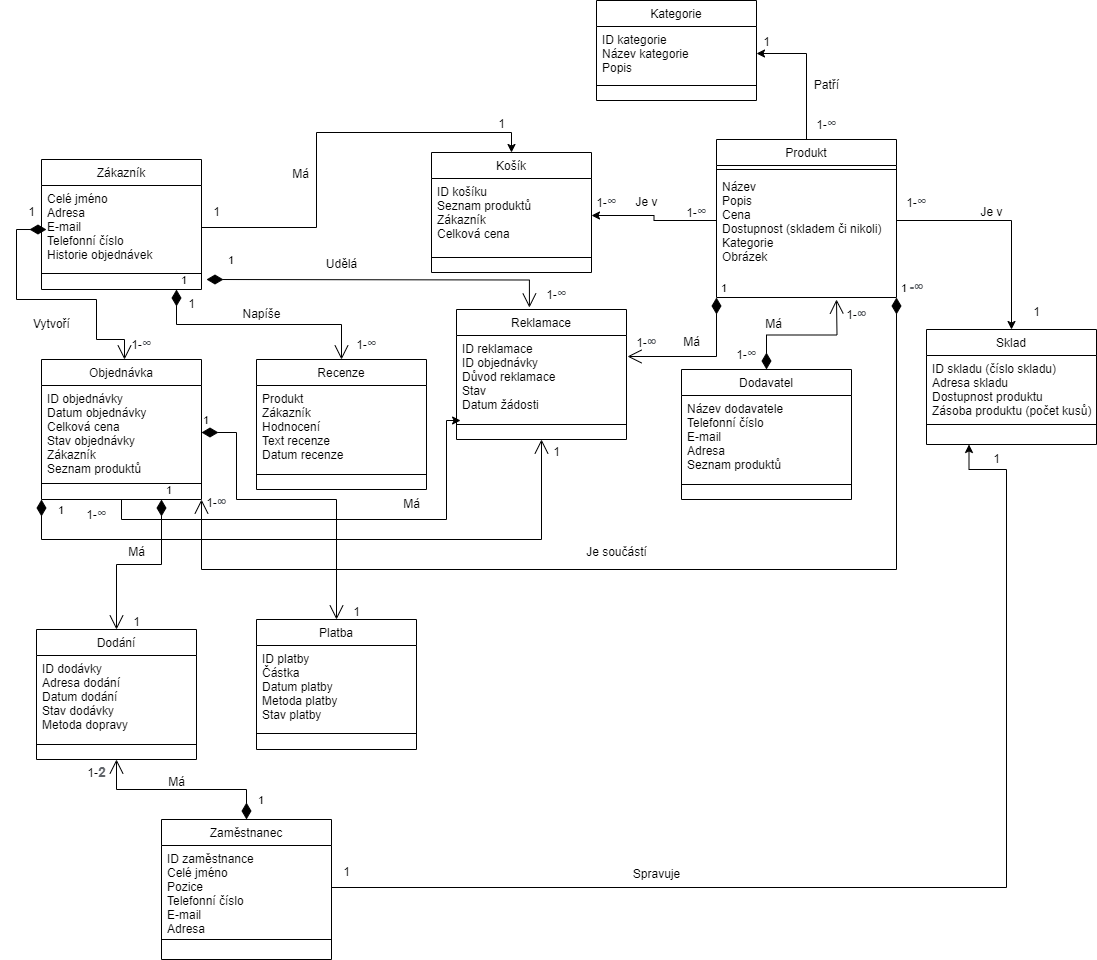 Kategorie
ID kategorie
Název kategorie
Popis
1
Patří
1-∞
Zákazník
Celé jméno
Adresa
E-mail
Telefonní číslo
Historie objednávek
1
1
1
1
Má
1
Košík
ID košíku
Seznam produktů
Zákazník
Celková cena
1-∞
Je v
1-∞
Produkt
Název
Popis
Cena
Dostupnost (skladem či nikoli)
Kategorie
Obrázek
1-∞
Je v
1
1
Udělá
1-∞
1
1-∞
Vytvoří
1-∞
Napíše
1-∞
Objednávka
ID objednávky
Datum objednávky
Celková cena
Stav objednávky
Zákazník
Seznam produktů
1
1
1
1-∞
Recenze
Produkt
Zákazník
Hodnocení
Text recenze
Datum recenze
Reklamace
ID reklamace
ID objednávky
Důvod reklamace
Stav
Datum žádosti
1-∞
Má
1
Má
1-∞
1-∞
Dodavatel
Název dodavatele
Telefonní číslo
E-mail
Adresa
Seznam produktů
Sklad
ID skladu (číslo skladu)
Adresa skladu
Dostupnost produktu
Zásoba produktu (počet kusů)
1
1-∞
Má
Má
Je součástí
1
Dodání
ID dodávky
Adresa dodání
Datum dodání
Stav dodávky
Metoda dopravy
1
Platba
ID platby
Částka
Datum platby
Metoda platby
Stav platby
1-2
Má
1
Zaměstnanec
ID zaměstnance
Celé jméno
Pozice
Telefonní číslo
E-mail
Adresa
1
Spravuje